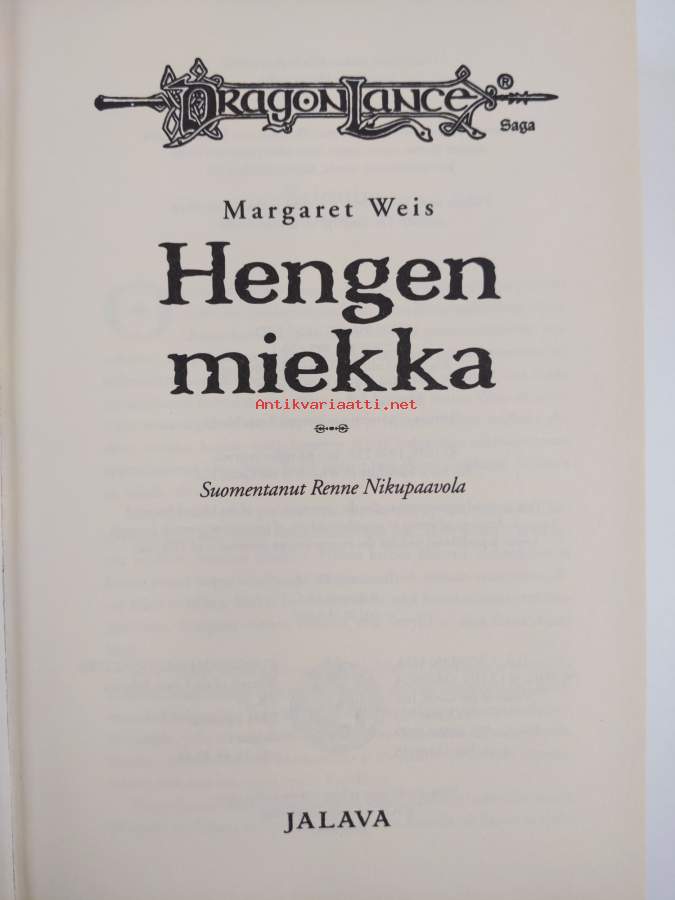 DragonLance®
Saga
Margaret Weis
Hengen
miekka
Antikvariaatti.net
Suomentanut Renne Nikupaavola
JALAVA